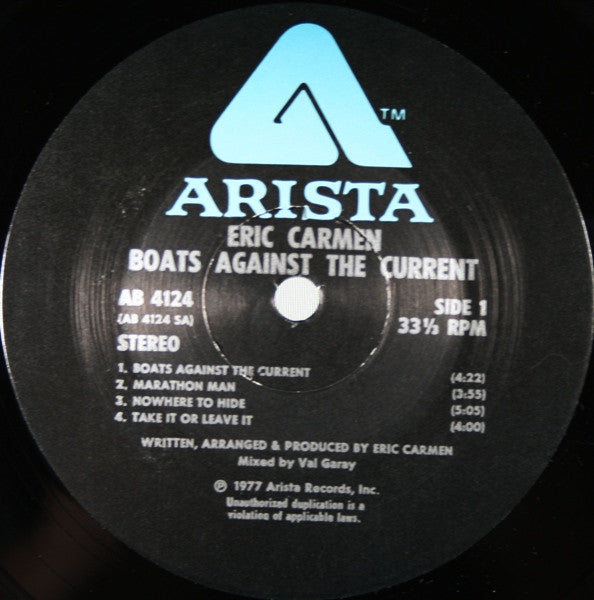 TM
ARISTA
ERIC CARMEN
BOATS AGAINST THE CURRENT
AB 4124
(AB 4124 SA)
STEREO
SIDE 1
33⅓ RPM
1. BOATS AGAINST THE CURRENT (4:22)
2. MARATHON MAN (3:55)
3. NOWHERE TO HIDE (5:05)
4. TAKE IT OR LEAVE IT (4:00)
WRITTEN, ARRANGED & PRODUCED BY ERIC CARMEN
Mixed by Val Garay
℗ 1977 Arista Records, Inc.
Unauthorized duplication is a
violation of applicable laws.